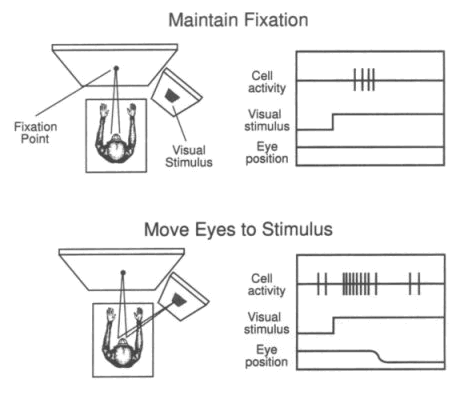 Maintain Fixation
Fixation
Point
Visual
Stimulus
Cell
activity
Visual
stimulus
Eye
position
Move Eyes to Stimulus
Cell
activity
Visual
stimulus
Eye
position